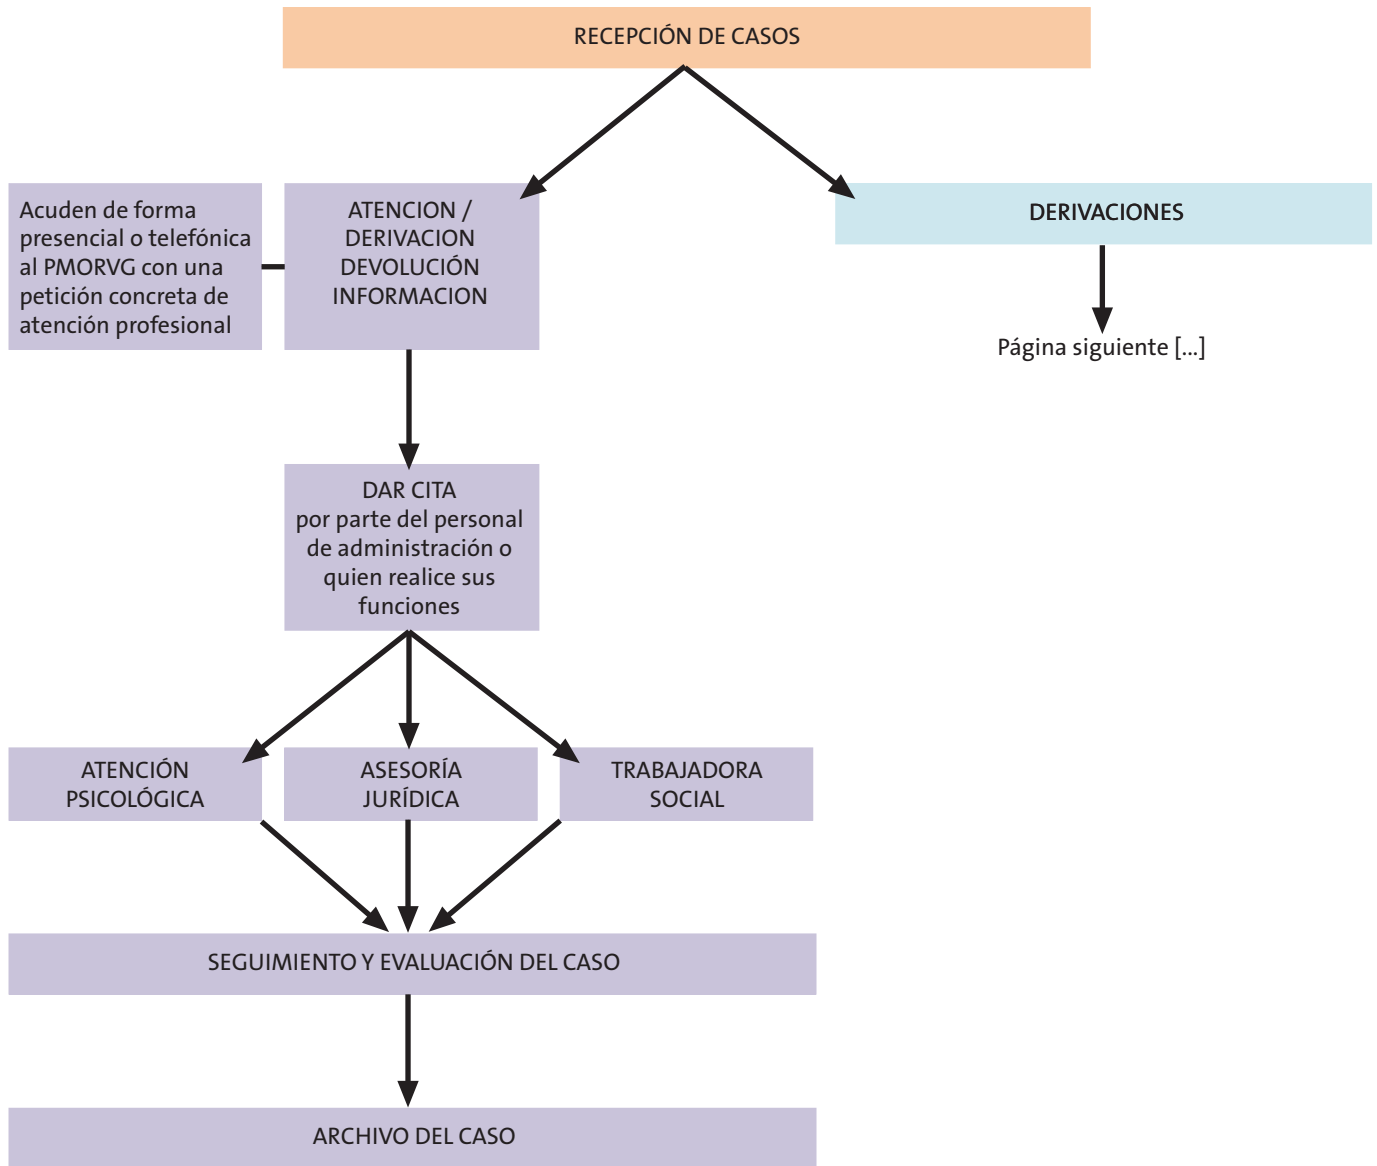 RECEPCIÓN DE CASOS
Acuden de forma
presencial o telefónica
al PMORVG con una
petición concreta de
atención profesional
ATENCION /
DERIVACION
DEVOLUCIÓN
INFORMACION
DERIVACIONES
Página siguiente [...]
DAR CITA
por parte del personal
de administración o
quien realice sus
funciones
ATENCIÓN
PSICOLÓGICA
ASESORÍA
JURÍDICA
TRABAJADORA
SOCIAL
SEGUIMIENTO Y EVALUACIÓN DEL CASO
ARCHIVO DEL CASO